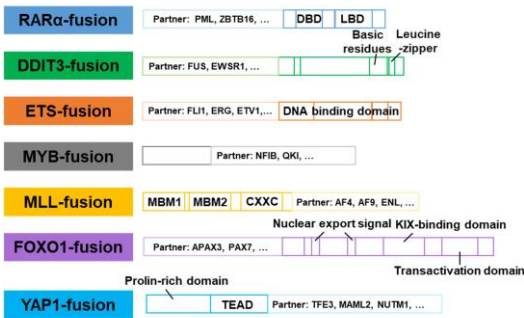 RARα-fusion
Partner: PML, ZBTB16, ...
DBD
LBD
Basic
residues
Leucine
-zipper
DDIT3-fusion
Partner: FUS, EWSR1, ...
ETS-fusion
Partner: FLI1, ERG, ETV1,...
DNA binding domain
MYB-fusion
Partner: NFIB, QKI, ...
MLL-fusion
MBM1
MBM2
CXXC
Partner: AF4, AF9, ENL, ...
Nuclear export signal
KIX-binding domain
FOXO1-fusion
Partner: APAX3, PAX7, ...
Transactivation domain
Prolin-rich domain
YAP1-fusion
TEAD
Partner: TFE3, MAML2, NUTM1, ...